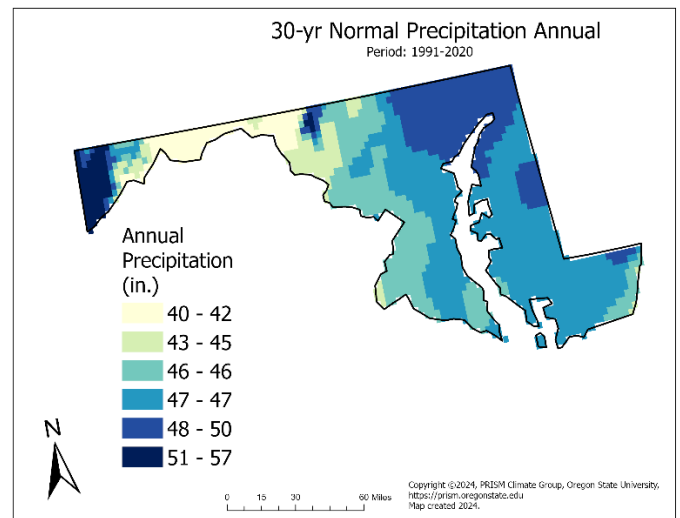 30-yr Normal Precipitation Annual
Period: 1991-2020
Annual
Precipitation
(in.)
40 - 42
43 - 45
46 - 46
47 - 47
48 - 50
51 - 57
N
0 15 30 60 Miles
Copyright ©2024, PRISM Climate Group, Oregon State University,
https://prism.oregonstate.edu
Map created 2024.